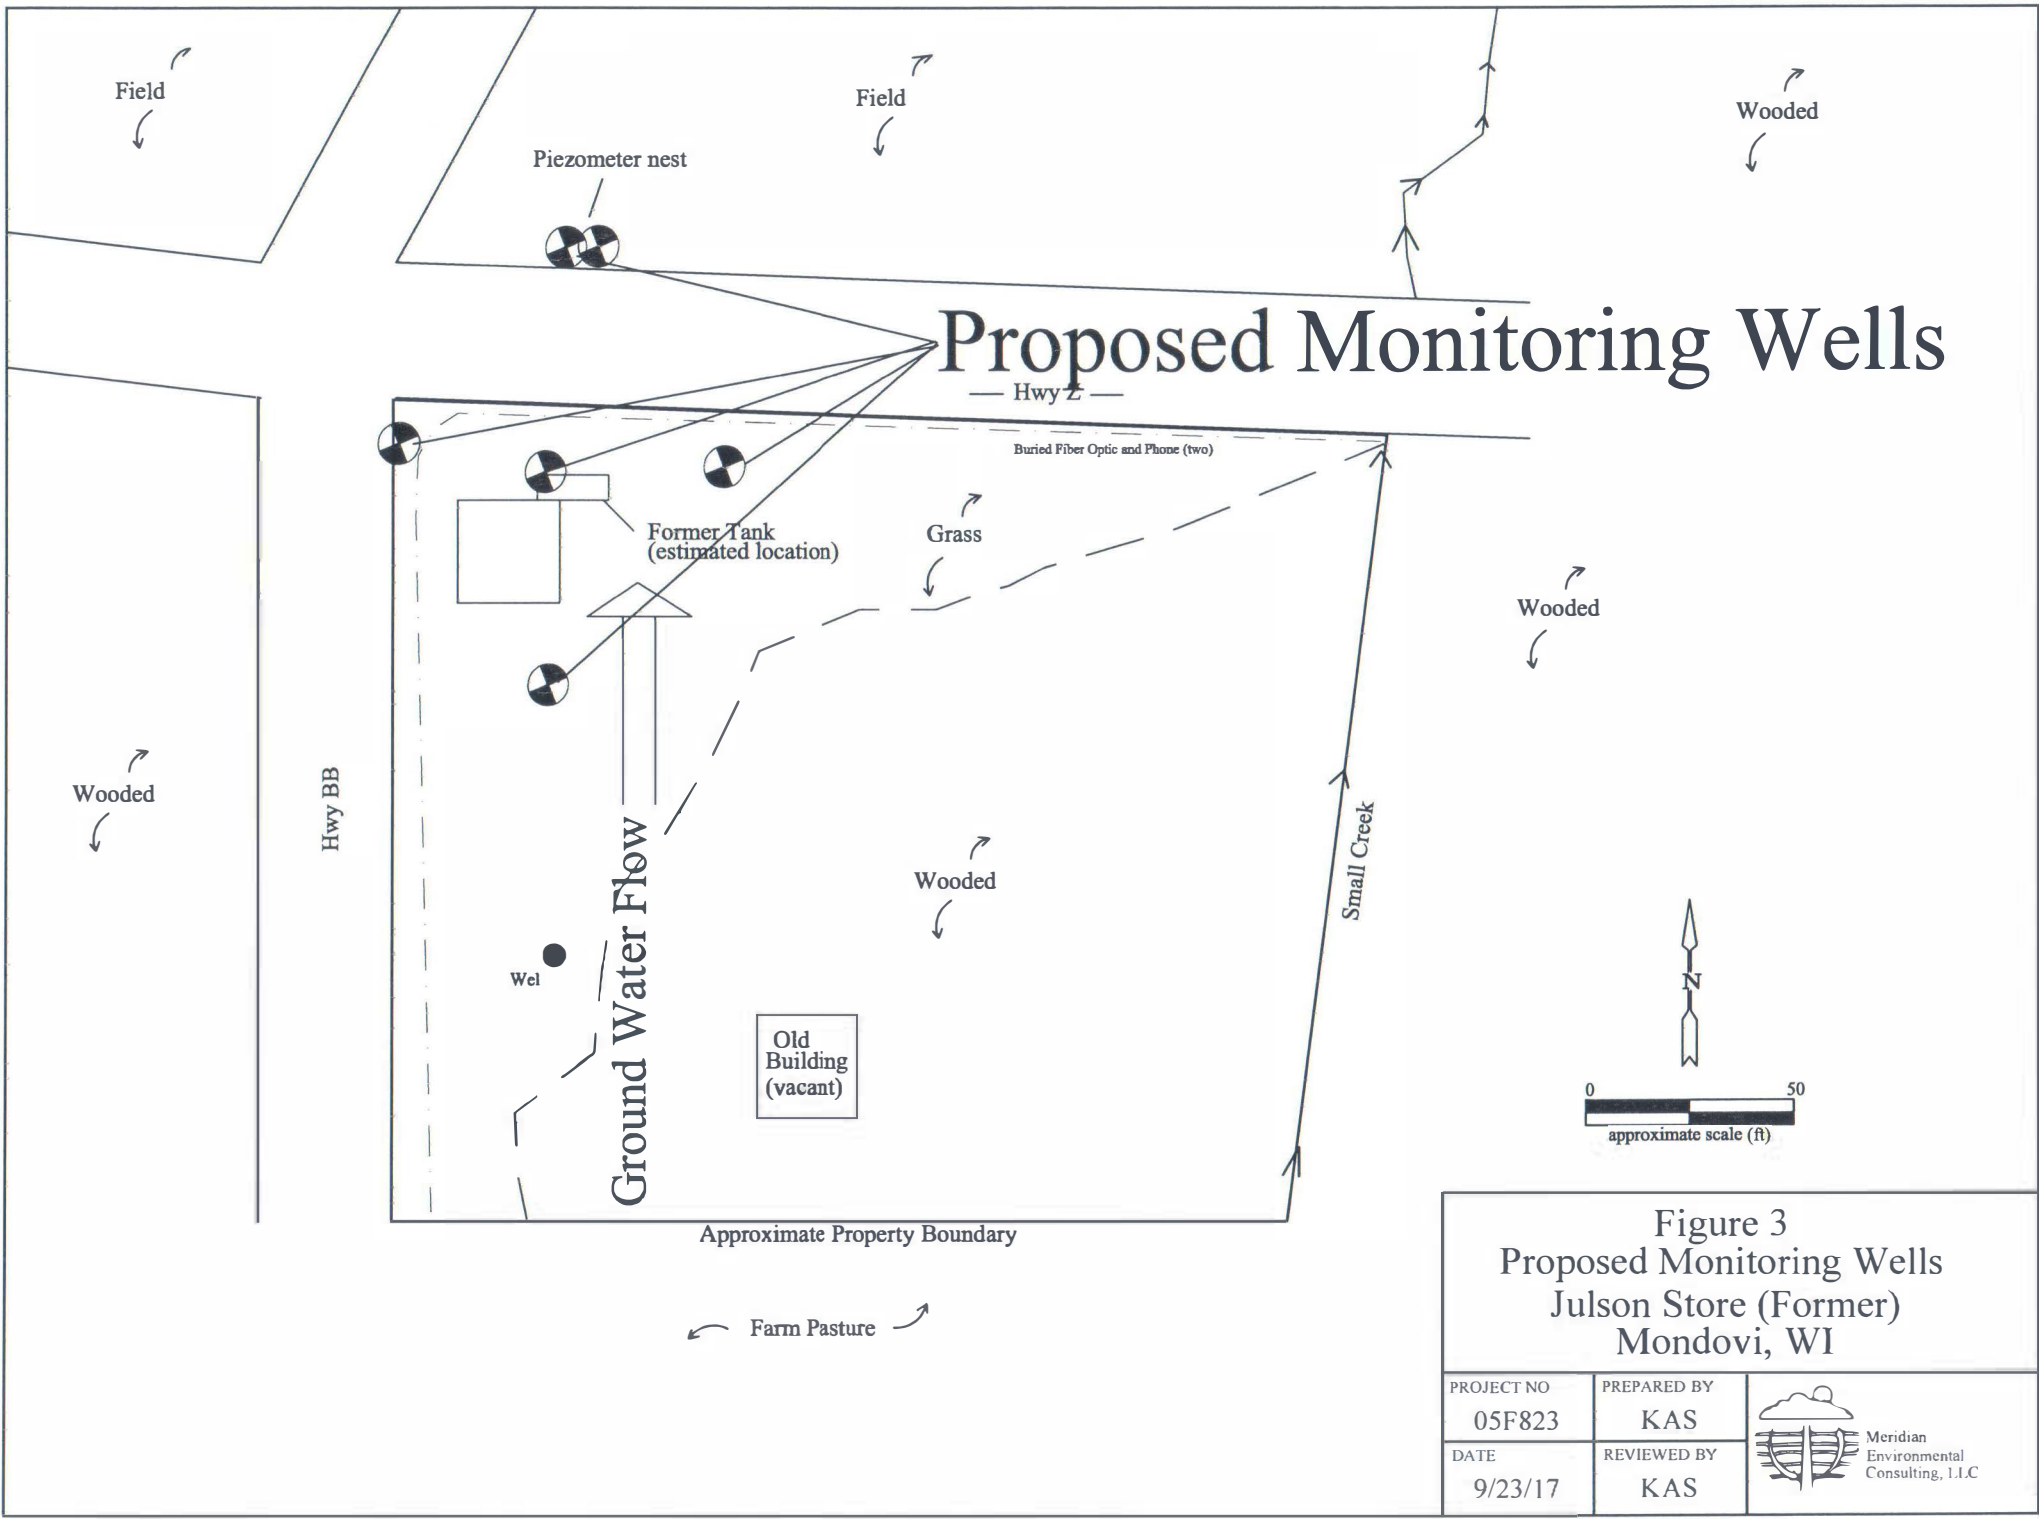 Field
Field
Wooded
Piezometer nest
Proposed Monitoring Wells
Hwy Z
Buried Fiber Optic and Phone (two)
Former Tank
(estimated location)
Grass
Wooded
Wooded
Hwy BB
Small Creek
Ground Water Flow
Wooded
Wel
Old
Building
(vacant)
N
0 50
approximate scale (ft)
Approximate Property Boundary
Farm Pasture
Figure 3
Proposed Monitoring Wells
Julson Store (Former)
Mondovi, WI
PROJECT NO
05F823
PREPARED BY
KAS
DATE
9/23/17
REVIEWED BY
KAS
Meridian
Environmental
Consulting, LLC